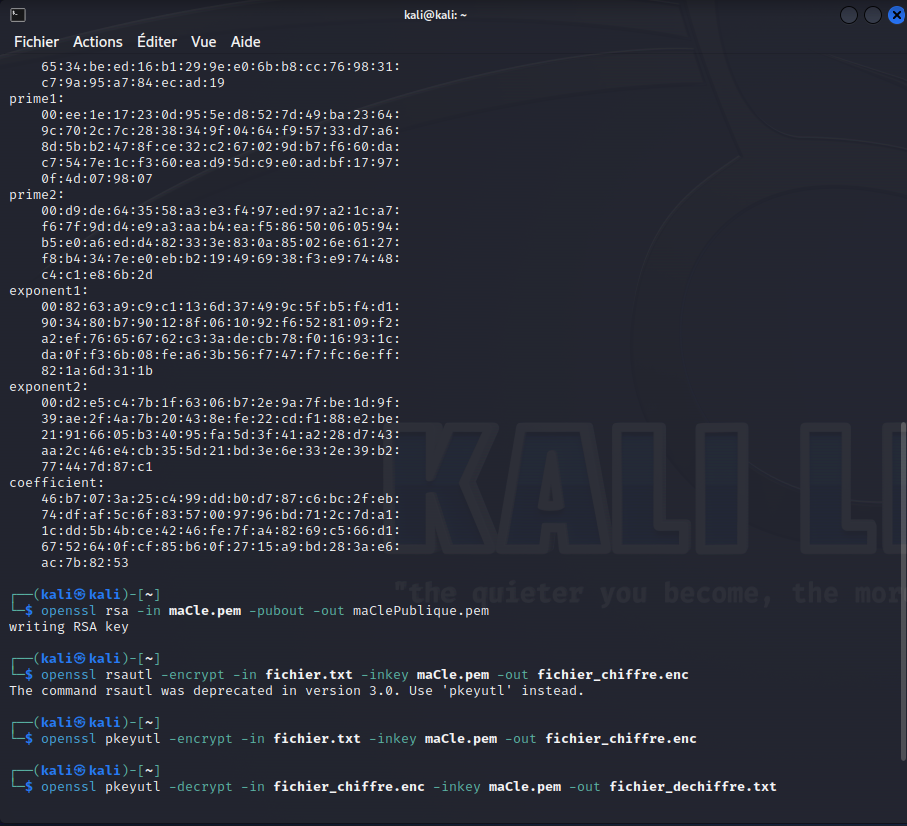 kali@kali: ~
Fichier Actions Éditer Vue Aide
65:34:be:ed:16:b1:29:9e:e0:6b:b8:cc:76:98:31:
c7:9a:95:a7:84:ec:ad:19
prime1:
00:ee:1e:17:23:0d:95:5e:d8:52:7d:49:ba:23:64:
9c:70:2c:7c:28:38:34:9f:04:64:f9:57:33:d7:a6:
8d:5b:b2:47:8f:ce:32:c2:67:02:9d:b7:f6:60:da:
c7:54:7e:1c:f3:60:ea:d9:5d:c9:e0:ad:bf:17:97:
0f:4d:07:98:07
prime2:
00:d9:de:64:35:58:a3:e3:f4:97:ed:97:a2:1c:a7:
f6:7f:9d:d4:e9:a3:aa:b4:ea:f5:86:50:06:05:94:
b5:e0:a6:ed:d4:82:33:3e:83:0a:85:02:6e:61:27:
f8:b4:34:7e:e0:eb:b2:19:49:69:38:f3:e9:74:48:
c4:c1:e8:6b:2d
exponent1:
00:82:63:a9:c9:c1:13:6d:37:49:9c:5f:b5:f4:d1:
90:34:80:b7:90:12:8f:06:10:92:f6:52:81:09:f2:
a2:ef:76:65:67:62:c3:3a:de:cb:78:f0:16:93:1c:
da:0f:f3:6b:08:fe:a6:3b:56:f7:47:f7:fc:6e:ff:
82:1a:6d:31:1b
exponent2:
00:d2:e5:c4:7b:1f:63:06:b7:2e:9a:7f:be:1d:9f:
39:ae:2f:4a:7b:20:43:8e:fe:22:cd:f1:88:e2:be:
21:91:66:05:b3:40:95:fa:5d:3f:41:a2:28:d7:43:
aa:2c:46:e4:cb:35:5d:21:bd:3e:6e:33:2e:39:b2:
77:44:7d:87:c1
coefficient:
46:b7:07:3a:25:c4:99:dd:b0:d7:87:c6:bc:2f:eb:
74:df:af:5c:6f:83:57:00:97:96:bd:71:2c:7d:a1:
1c:dd:5b:4b:ce:42:46:fe:7f:a4:82:69:c5:66:d1:
67:52:64:0f:cf:85:b6:0f:27:15:a9:bd:28:3a:e6:
ac:7b:82:53
KALI LI
"the quieter you become, the mor
┌──(kali㉿kali)-[~]
└─$ openssl rsa -in maCle.pem -pubout -out maClePublique.pem
writing RSA key
┌──(kali㉿kali)-[~]
└─$ openssl rsautl -encrypt -in fichier.txt -inkey maCle.pem -out fichier_chiffre.enc
The command rsautl was deprecated in version 3.0. Use 'pkeyutl' instead.
┌──(kali㉿kali)-[~]
└─$ openssl pkeyutl -encrypt -in fichier.txt -inkey maCle.pem -out fichier_chiffre.enc
┌──(kali㉿kali)-[~]
└─$ openssl pkeyutl -decrypt -in fichier_chiffre.enc -inkey maCle.pem -out fichier_dechiffre.txt